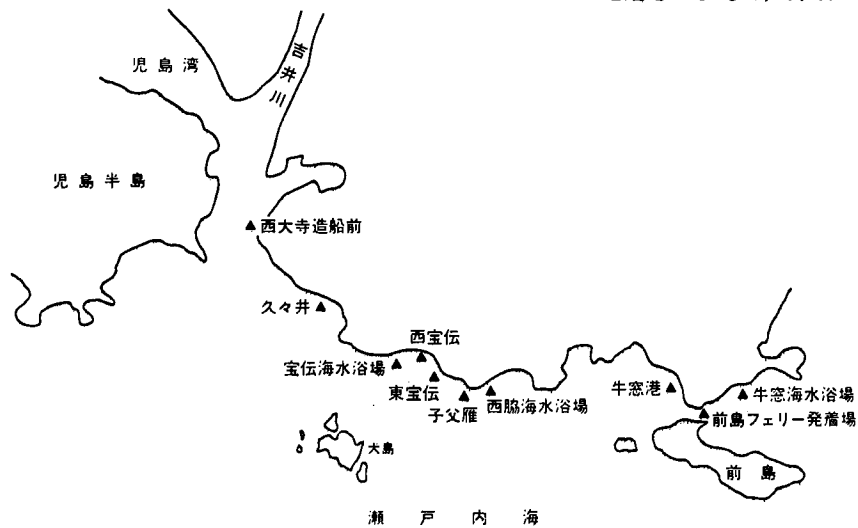 児島湾
吉井川
児島半島
西大寺造船前
久々井
西宝伝
宝伝海水浴場
東宝伝
子父雁
西脇海水浴場
牛窓港
牛窓海水浴場
前島フェリー発着場
犬島
前島
瀬戸内海